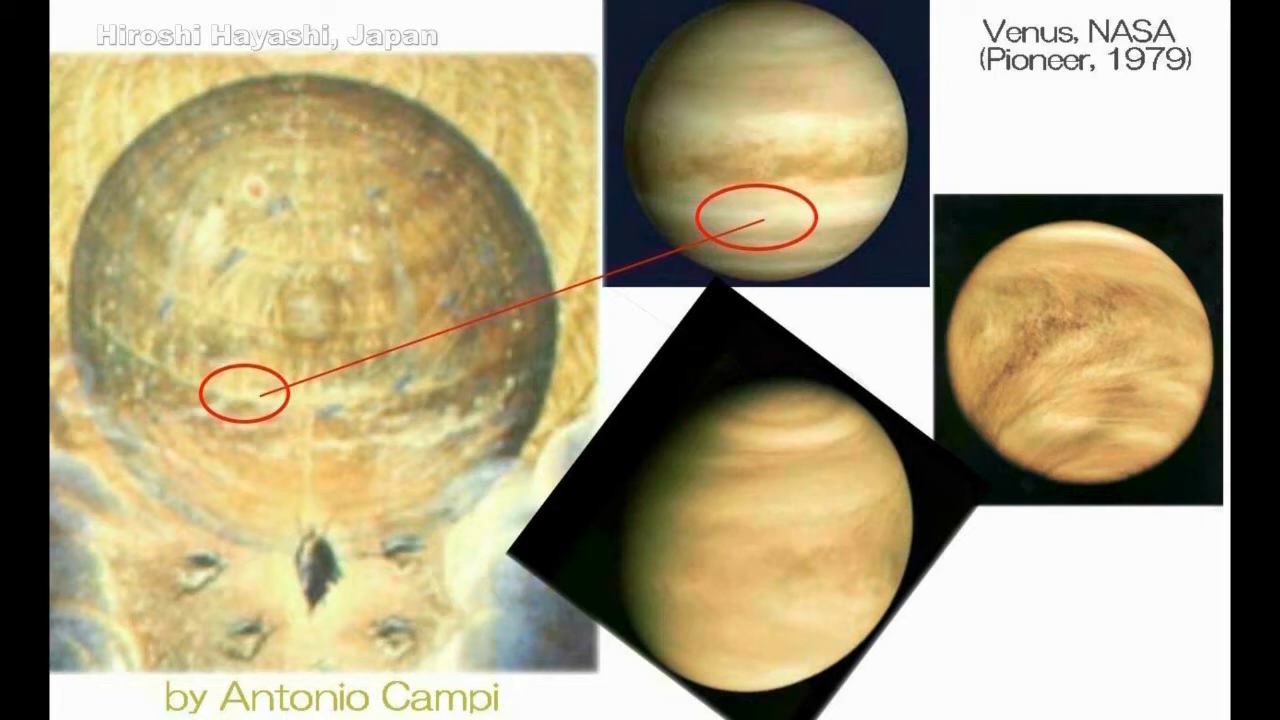 Hiroshi Hayashi, Japan
Venus, NASA
(Pioneer, 1979)
by Antonio Campi